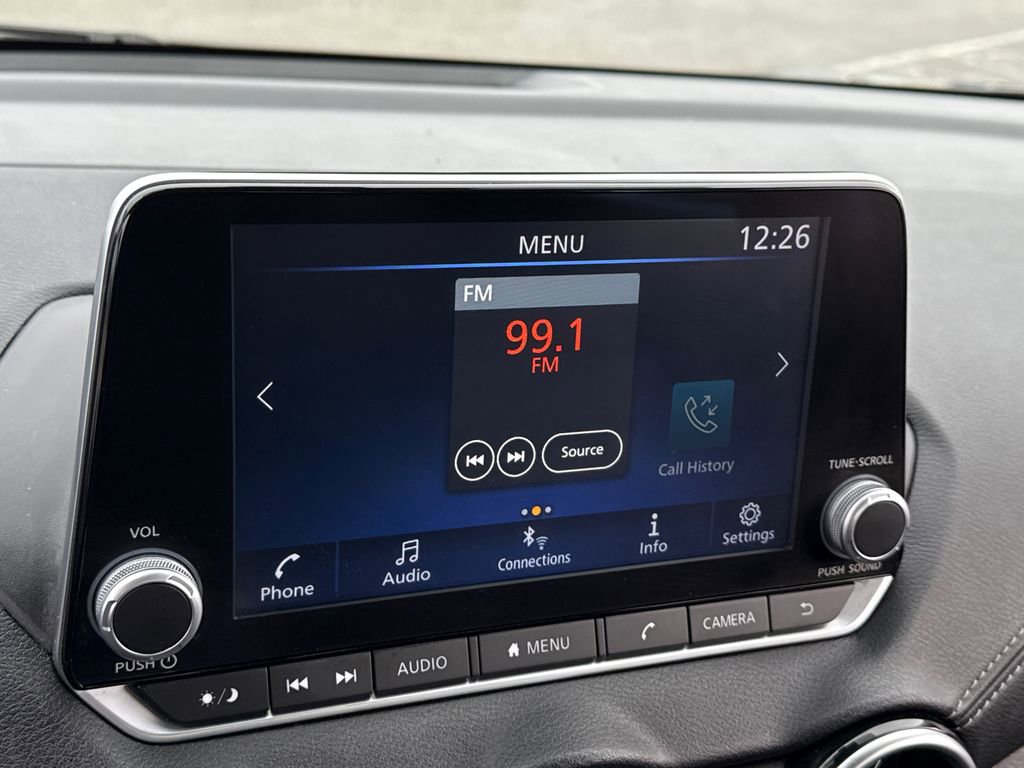 MENU
12:26
FM
99.1
FM
Source
Call History
TUNE·SCROLL
VOL
Phone
Audio
Connections
Info
Settings
PUSH SOUND
PUSH
AUDIO
MENU
CAMERA